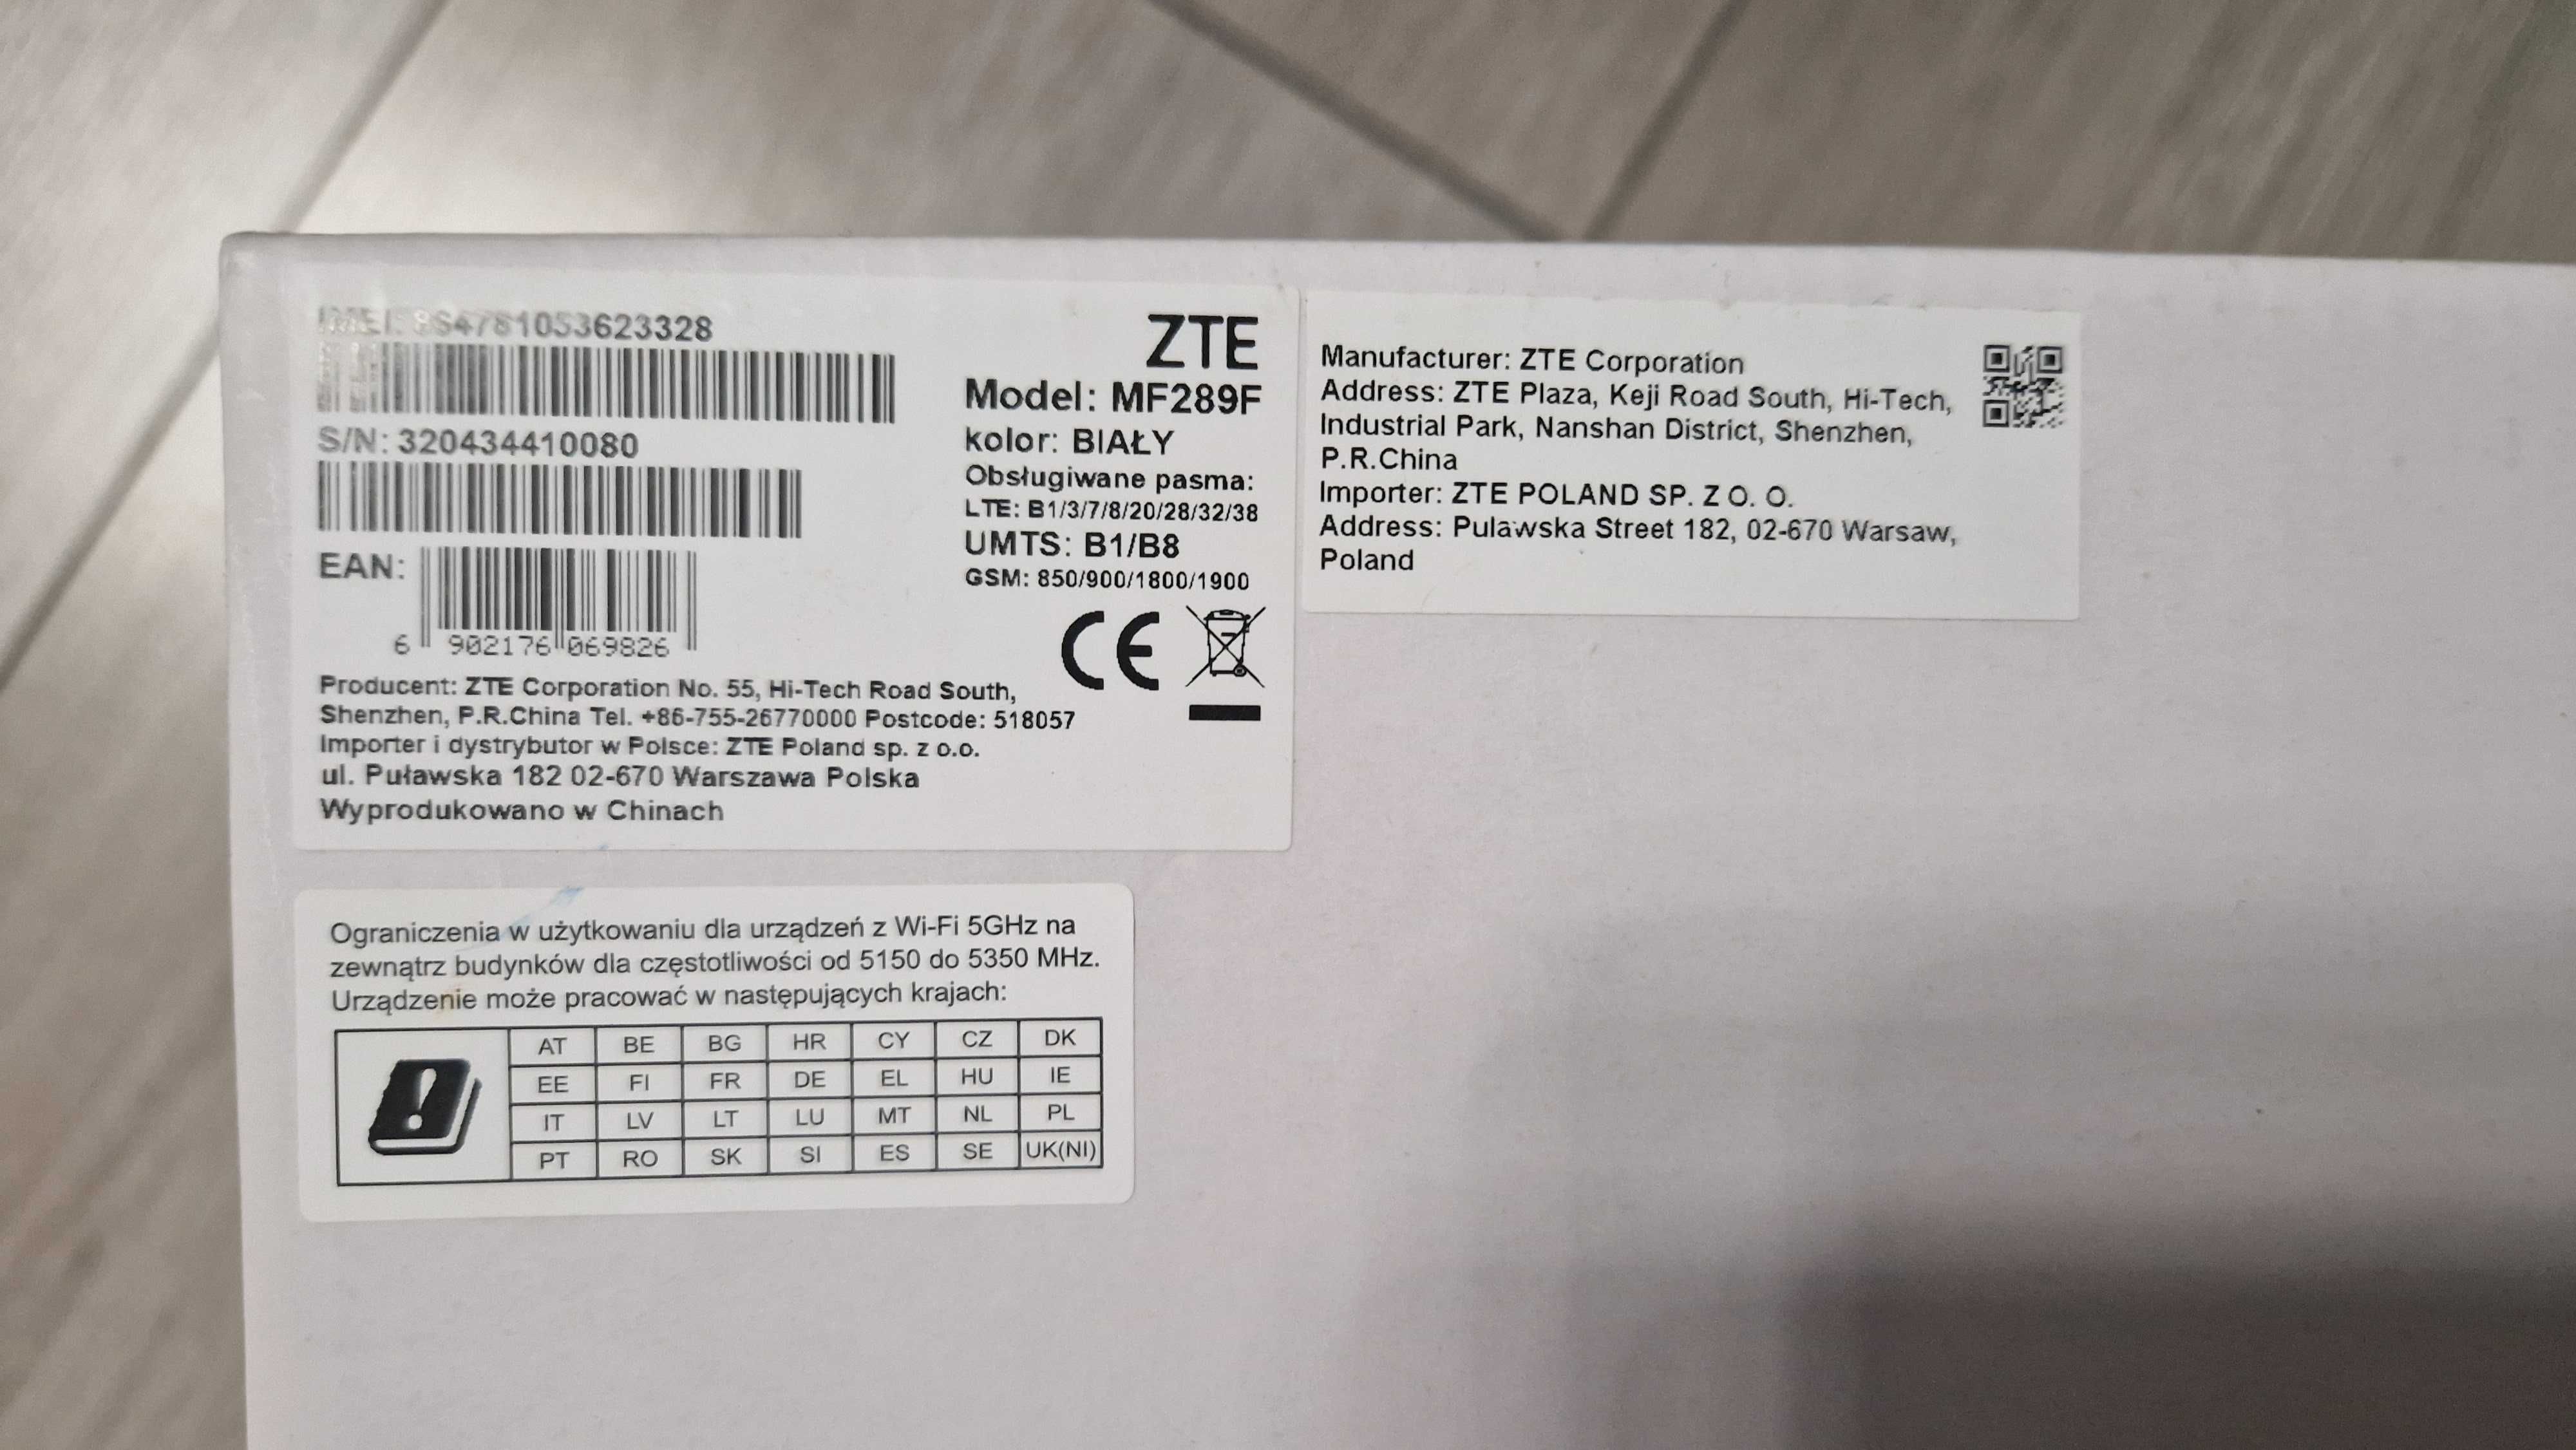 S/N: 320434410080
EAN:
6 902176 069826
ZTE
Model: MF289F
kolor: BIAŁY
Obsługiwane pasma:
LTE: B1/3/7/8/20/28/32/38
UMTS: B1/B8
GSM: 850/900/1800/1900
CE
Producent: ZTE Corporation No. 55, Hi-Tech Road South,
Shenzhen, P.R.China Tel. +86-755-26770000 Postcode: 518057
Importer i dystrybutor w Polsce: ZTE Poland sp. z o.o.
ul. Puławska 182 02-670 Warszawa Polska
Wyprodukowano w Chinach
Manufacturer: ZTE Corporation
Address: ZTE Plaza, Keji Road South, Hi-Tech,
Industrial Park, Nanshan District, Shenzhen,
P.R.China
Importer: ZTE POLAND SP. Z O. O.
Address: Pulawska Street 182, 02-670 Warsaw,
Poland
Ograniczenia w użytkowaniu dla urządzeń z Wi-Fi 5GHz na
zewnątrz budynków dla częstotliwości od 5150 do 5350 MHz.
Urządzenie może pracować w następujących krajach:
AT BE BG HR CY CZ DK
EE FI FR DE EL HU IE
IT LV LT LU MT NL PL
PT RO SK SI ES SE UK(NI)